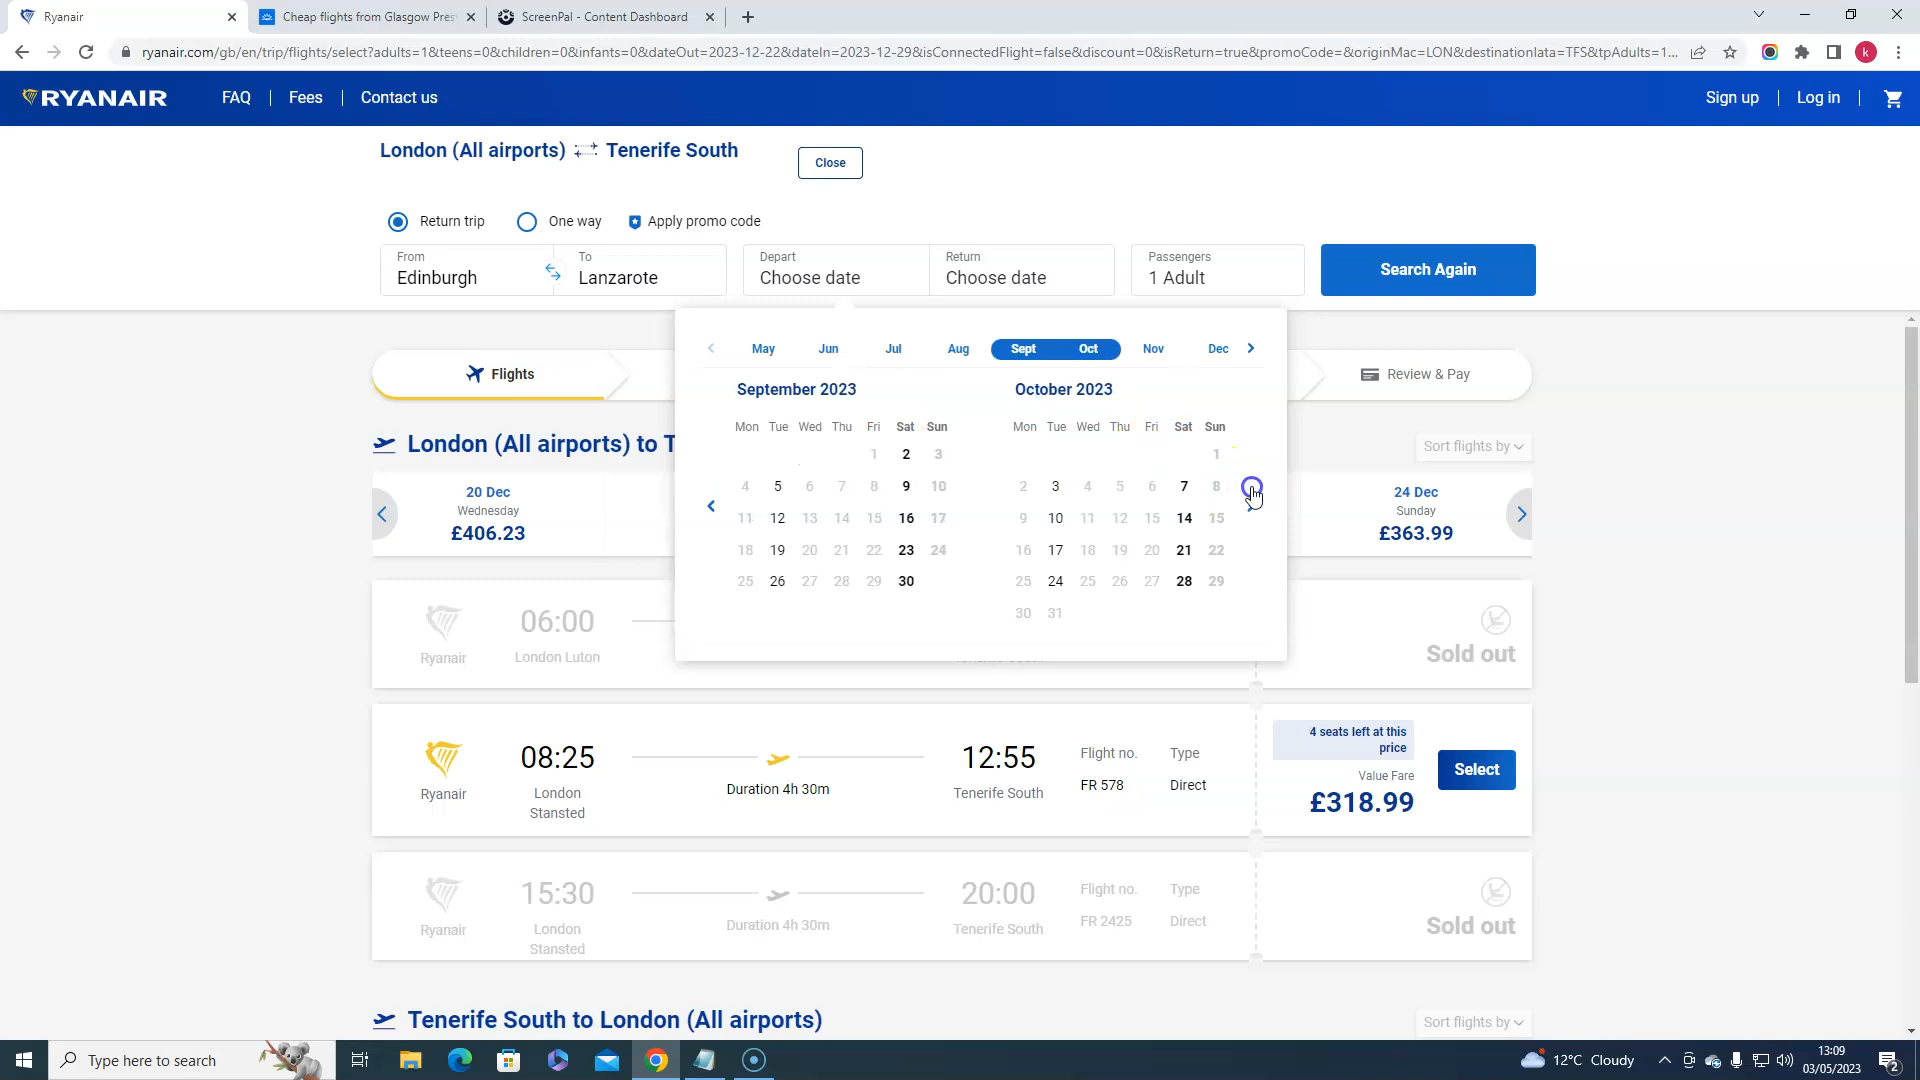 Ryanair
Cheap flights from Glasgow Pres
ScreenPal - Content Dashboard
ryanair.com/gb/en/trip/flights/select?adults=1&teens=0&children=0&infants=0&dateOut=2023-12-22&dateIn=2023-12-29&isConnectedFlight=false&discount=0&isReturn=true&promoCode=&originMac=LON&destinationIata=TFS&tpAdults=1...
k
RYANAIR FAQ Fees Contact us Sign up Log in
London (All airports) Tenerife South
Close
Return trip One way Apply promo code
From To Depart Return Passengers
Edinburgh Lanzarote Choose date Choose date 1 Adult Search Again
May Jun Jul Aug Sept Oct Nov Dec
Flights Review & Pay
September 2023 October 2023
Mon Tue Wed Thu Fri Sat Sun Mon Tue Wed Thu Fri Sat Sun
1 2 3 1
4 5 6 7 8 9 10 2 3 4 5 6 7 8
11 12 13 14 15 16 17 9 10 11 12 13 14 15
18 19 20 21 22 23 24 16 17 18 19 20 21 22
25 26 27 28 29 30 25 24 25 26 27 28 29
30 31
London (All airports) to T
Sort flights by
20 Dec
Wednesday
£406.23
24 Dec
Sunday
£363.99
06:00
Ryanair London Luton
Sold out
08:25 12:55 Flight no. Type
Ryanair London Stansted Duration 4h 30m Tenerife South FR 578 Direct
4 seats left at this price
Value Fare
£318.99
Select
15:30 20:00 Flight no. Type
Ryanair London Stansted Duration 4h 30m Tenerife South FR 2425 Direct
Sold out
Tenerife South to London (All airports)
Sort flights by
Type here to search
12°C Cloudy
13:09
03/05/2023
2